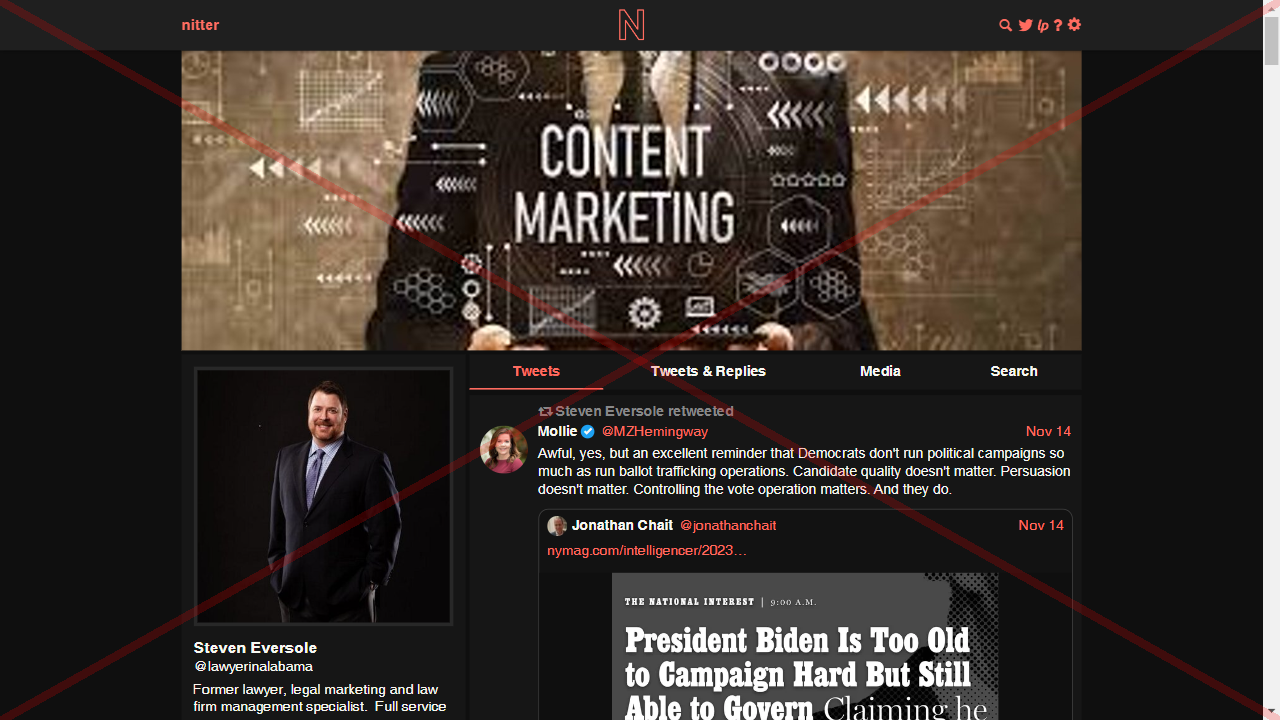 nitter
N
lp ?
CONTENT
MARKETING
Tweets
Tweets & Replies
Media
Search
Steven Eversole retweeted
Mollie @MZHemingway Nov 14
Awful, yes, but an excellent reminder that Democrats don't run political campaigns so
much as run ballot trafficking operations. Candidate quality doesn't matter. Persuasion
doesn't matter. Controlling the vote operation matters. And they do.
Jonathan Chait @jonathanchait Nov 14
nymag.com/intelligencer/2023…
THE NATIONAL INTEREST | 9:00 A.M.
President Biden Is Too Old
to Campaign Hard But Still
Able to Govern Claiming he
Steven Eversole
@lawyerinalabama
Former lawyer, legal marketing and law
firm management specialist. Full service